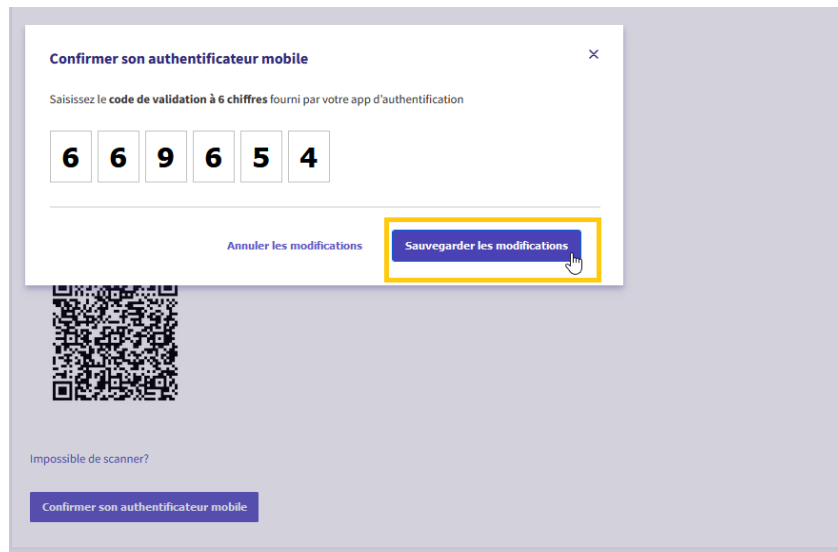 Confirmer son authentificateur mobile
Saisissez le code de validation à 6 chiffres fourni par votre app d'authentification
6 6 9 6 5 4
Annuler les modifications
Sauvegarder les modifications
Impossible de scanner?
Confirmer son authentificateur mobile